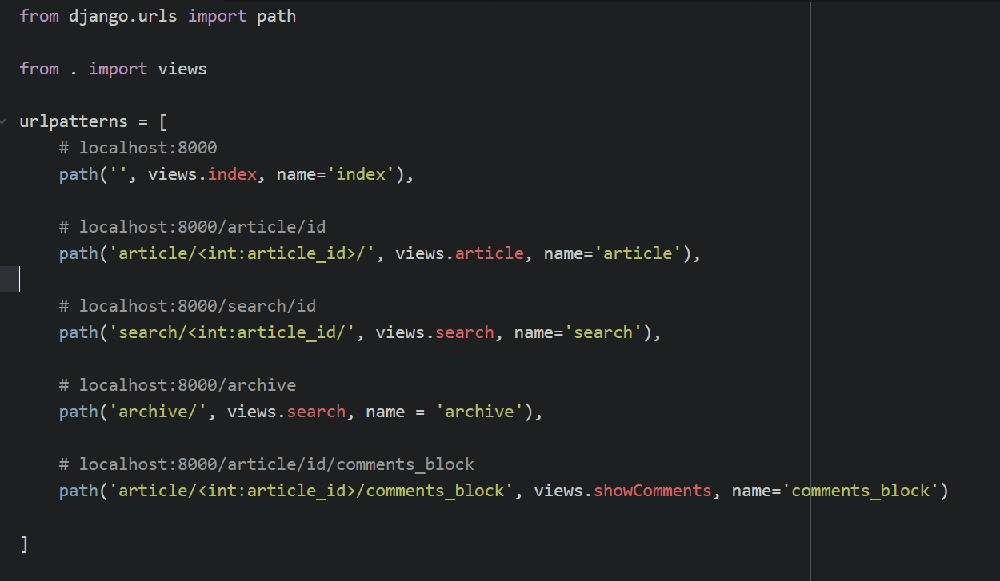 from django.urls import path
from . import views
urlpatterns = [
# localhost:8000
path('', views.index, name='index'),
# localhost:8000/article/id
path('article/<int:article_id>/', views.article, name='article'),
# localhost:8000/search/id
path('search/<int:article_id/', views.search, name='search'),
# localhost:8000/archive
path('archive/', views.search, name = 'archive'),
# localhost:8000/article/id/comments_block
path('article/<int:article_id>/comments_block', views.showComments, name='comments_block')
]